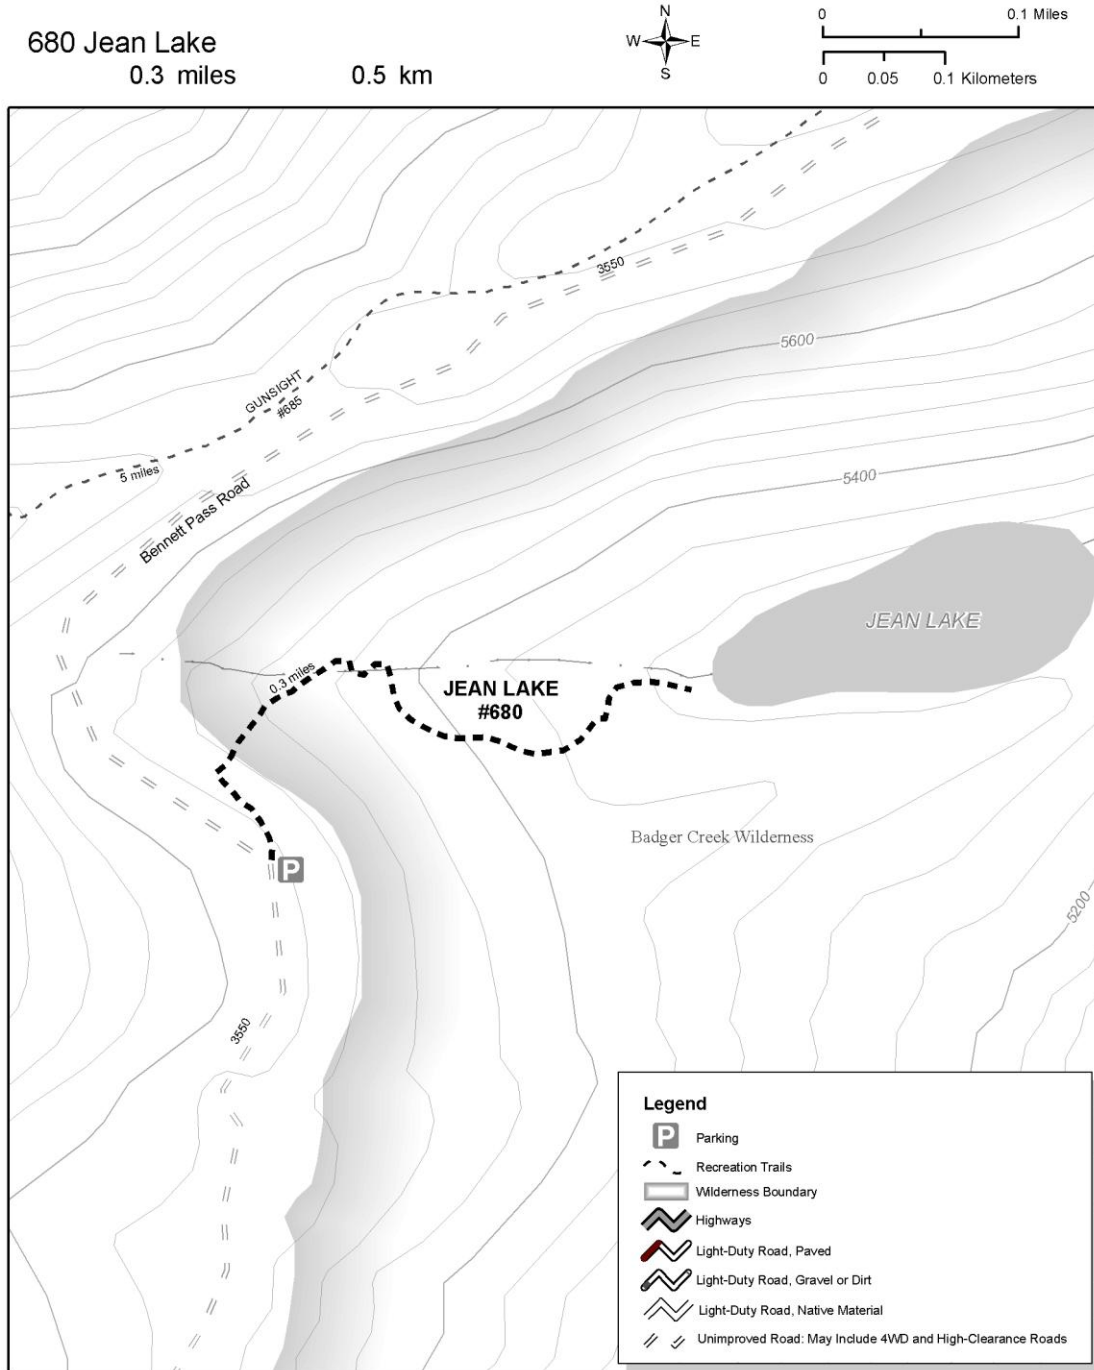 680 Jean Lake
0.3 miles 0.5 km
N
W E
S
0 0.1 Miles
0 0.05 0.1 Kilometers
3550
5600
GUNSIGHT
#685
5 miles
5400
Bennett Pass Road
JEAN LAKE
0.3 miles
JEAN LAKE
#680
Badger Creek Wilderness
P
5200
3550
Legend
P Parking
Recreation Trails
Wilderness Boundary
Highways
Light-Duty Road, Paved
Light-Duty Road, Gravel or Dirt
Light-Duty Road, Native Material
Unimproved Road: May Include 4WD and High-Clearance Roads